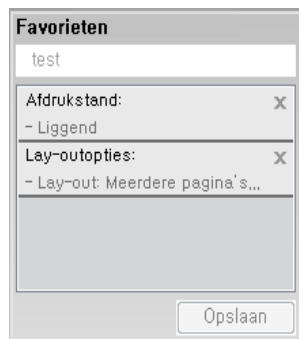 Favorieten
test
Afdrukstand: x
- Liggend
Lay-outopties: x
- Lay-out: Meerdere pagina's,,,
Opslaan